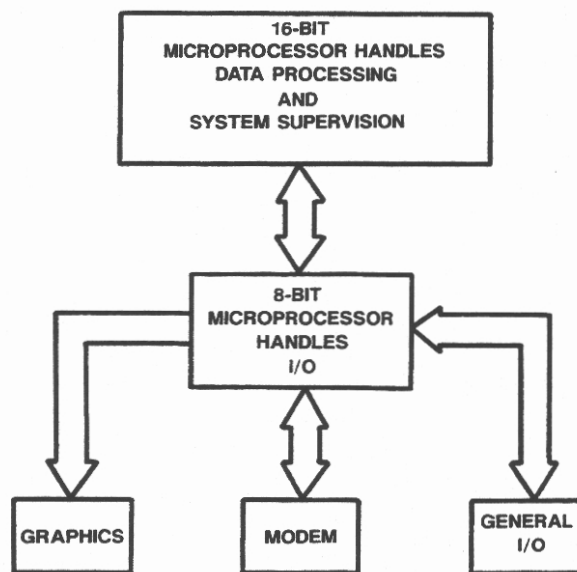 16-BIT
MICROPROCESSOR HANDLES
DATA PROCESSING
AND
SYSTEM SUPERVISION
8-BIT
MICROPROCESSOR
HANDLES
I/O
GRAPHICS
MODEM
GENERAL
I/O